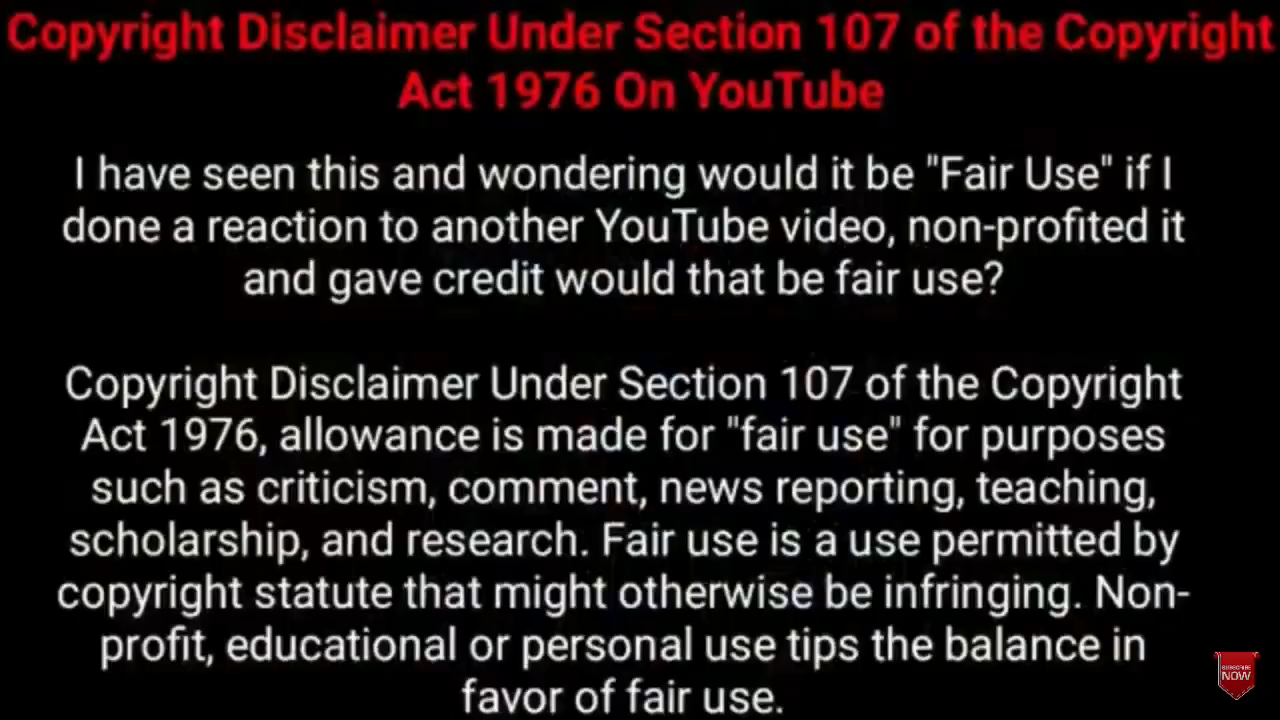 Copyright Disclaimer Under Section 107 of the Copyright
Act 1976 On YouTube
I have seen this and wondering would it be "Fair Use" if I
done a reaction to another YouTube video, non-profited it
and gave credit would that be fair use?
Copyright Disclaimer Under Section 107 of the Copyright
Act 1976, allowance is made for "fair use" for purposes
such as criticism, comment, news reporting, teaching,
scholarship, and research. Fair use is a use permitted by
copyright statute that might otherwise be infringing. Non-
profit, educational or personal use tips the balance in
favor of fair use.
SUBSCRIBE
NOW